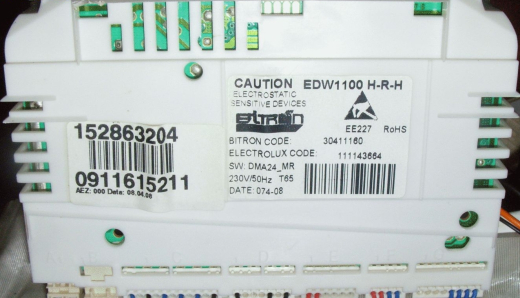 CAUTION EDW1100 H-R-H
ELECTROSTATIC
SENSITIVE DEVICES
BITRON
EE227 RoHS
BITRON CODE: 30411160
ELECTROLUX CODE: 111143664
SW: DMA24_MR
230V/50Hz T65
DATE: 074-08
152863204
0911615211
AEZ: 000 Date: 08.04.08